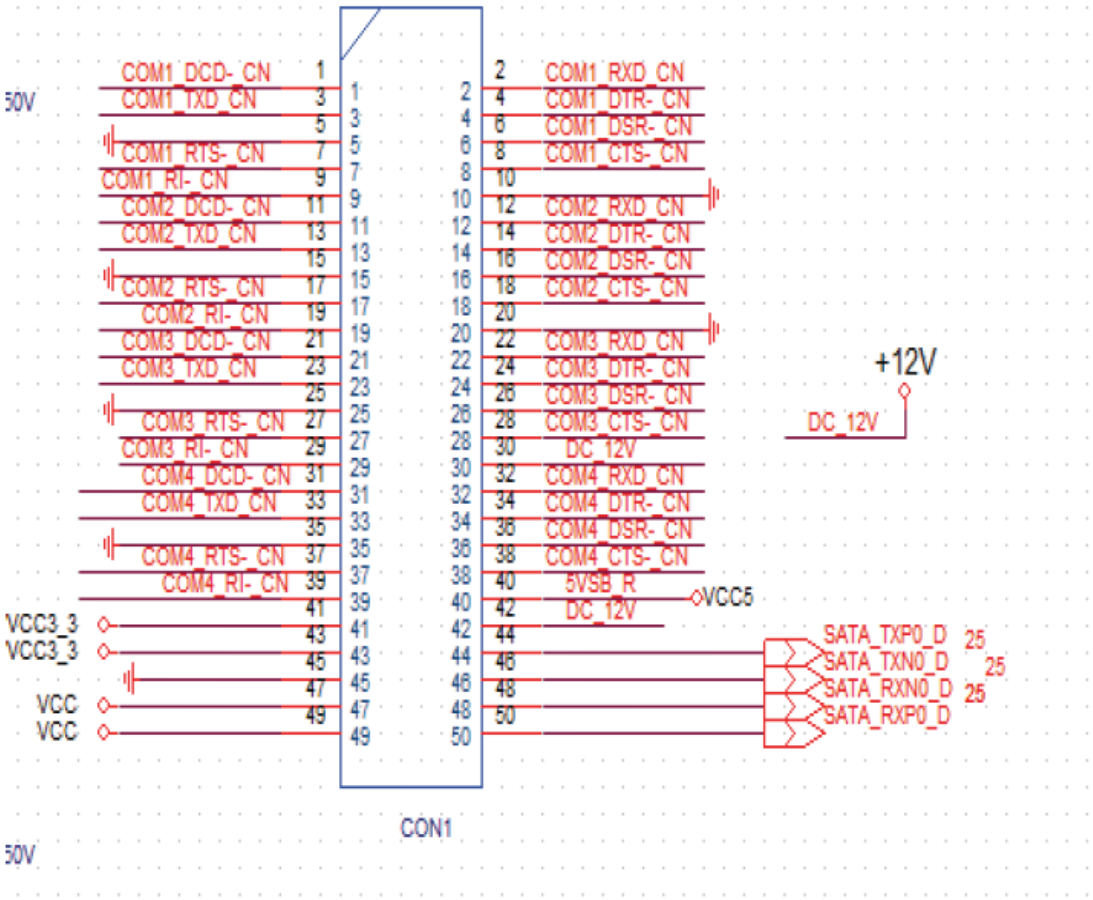 COM1_DCD-_CN 1 1 2 2 COM1_RXD_CN
50V
COM1_TXD_CN 3 3 4 4 COM1_DTR-_CN
5 5 6 6 COM1_DSR-_CN
COM1_RTS-_CN 7 7 8 8 COM1_CTS-_CN
COM1_RI-_CN 9 9 10 10
COM2_DCD-_CN 11 11 12 12 COM2_RXD_CN
COM2_TXD_CN 13 13 14 14 COM2_DTR-_CN
15 15 16 16 COM2_DSR-_CN
COM2_RTS-_CN 17 17 18 18 COM2_CTS-_CN
COM2_RI-_CN 19 19 20 20
COM3_DCD-_CN 21 21 22 22 COM3_RXD_CN
COM3_TXD_CN 23 23 24 24 COM3_DTR-_CN
+12V
25 25 26 26 COM3_DSR-_CN
COM3_RTS-_CN 27 27 28 28 COM3_CTS-_CN
DC_12V
COM3_RI-_CN 29 29 30 30 DC_12V
COM4_DCD-_CN 31 31 32 32 COM4_RXD_CN
COM4_TXD_CN 33 33 34 34 COM4_DTR-_CN
35 35 36 36 COM4_DSR-_CN
COM4_RTS-_CN 37 37 38 38 COM4_CTS-_CN
COM4_RI-_CN 39 39 40 40 5VSB_R VCC5
VCC3_3 41 41 42 42 DC_12V
VCC3_3 43 43 44 44 SATA_TXP0_D 25
45 45 46 46 SATA_TXN0_D 25
VCC 47 47 48 48 SATA_RXN0_D 25
VCC 49 49 50 50 SATA_RXP0_D
CON1
50V